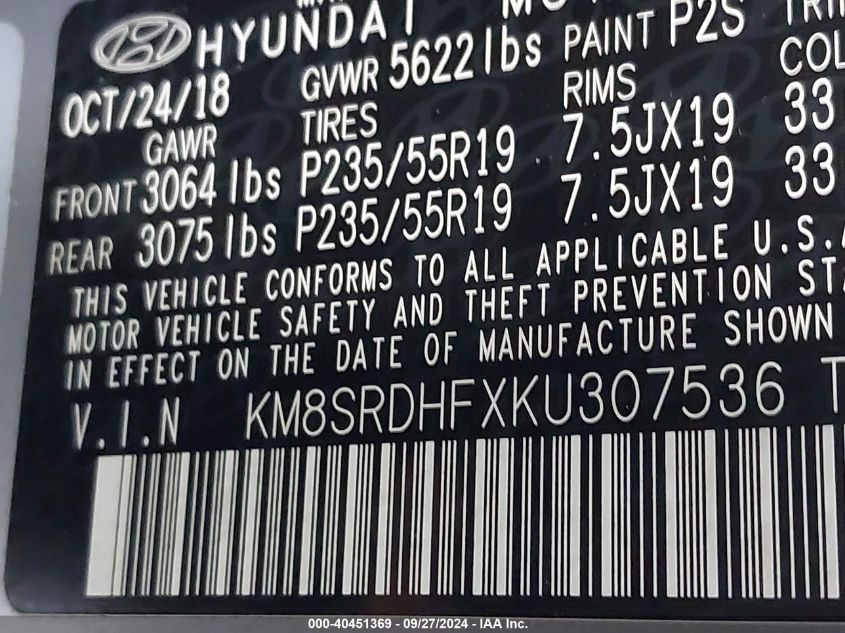 HYUNDAI
OCT/24/18 GVWR 5622 lbs PAINT P2S
GAWR TIRES RIMS
FRONT 3064 lbs P235/55R19 7.5JX19 33
REAR 3075 lbs P235/55R19 7.5JX19 33
THIS VEHICLE CONFORMS TO ALL APPLICABLE U.S.
MOTOR VEHICLE SAFETY AND THEFT PREVENTION
IN EFFECT ON THE DATE OF MANUFACTURE SHOWN
V.I.N KM8SRDHFXKU307536 T
000-40451369 - 09/27/2024 - IAA Inc.